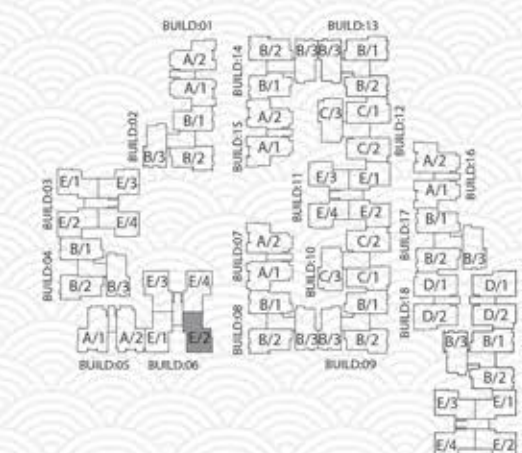 BUILD:01
A/2
A/1
BUILD:02
B/1
B/3
B/2
BUILD:03
E/1
E/3
E/2
E/4
BUILD:04
B/1
B/2
B/3
BUILD:05
A/1
A/2
BUILD:06
E/3
E/4
E/1
E/2
BUILD:13
BUILD:14
B/2
B/3
B/3
B/1
B/1
B/2
BUILD:15
A/2
A/1
BUILD:12
C/3
C/1
C/2
BUILD:11
E/3
E/1
E/4
E/2
BUILD:07
A/2
A/1
BUILD:10
C/2
C/3
C/1
BUILD:08
B/1
B/2
B/3
B/3
B/1
B/2
BUILD:09
BUILD:16
A/2
A/1
BUILD:17
B/1
B/2
B/3
BUILD:18
D/1
D/1
D/2
D/2
B/3
B/1
B/2
E/3
E/1
E/4
E/2